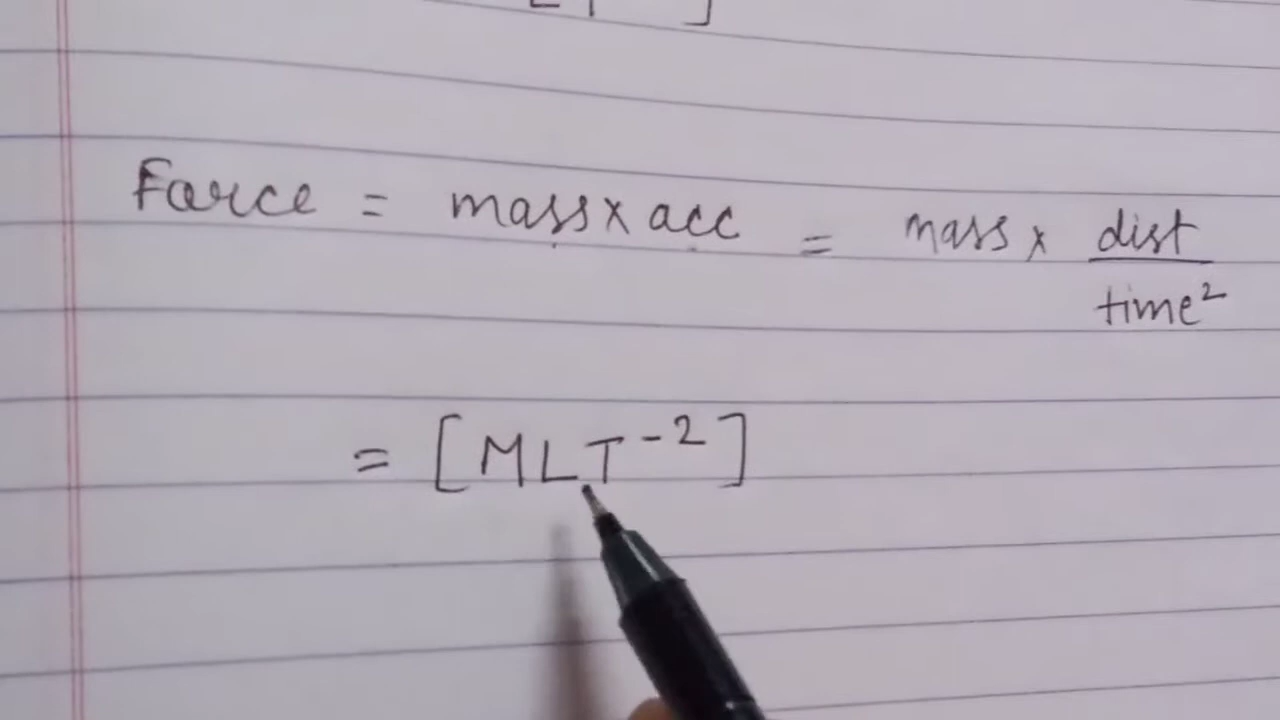 Force = mass x acc = mass x dist
time²
= [MLT⁻²]